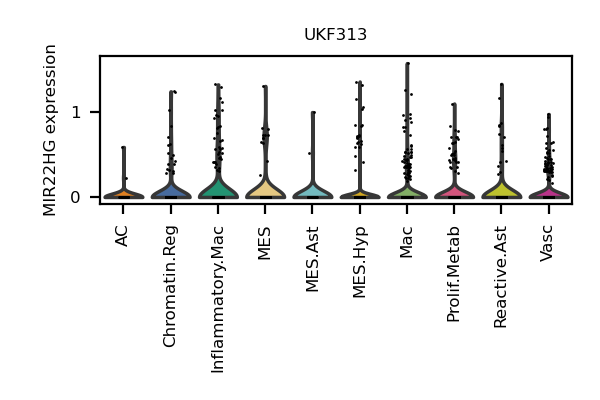 UKF313
MIR22HG expression
1
0
AC
Chromatin.Reg
Inflammatory.Mac
MES
MES.Ast
MES.Hyp
Mac
Prolif.Metab
Reactive.Ast
Vasc